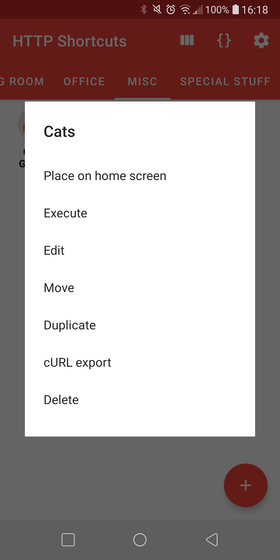 100% 16:18
HTTP Shortcuts {}
G ROOM OFFICE MISC SPECIAL STUFF
Cats
Place on home screen
Execute
Edit
Move
Duplicate
cURL export
Delete
+